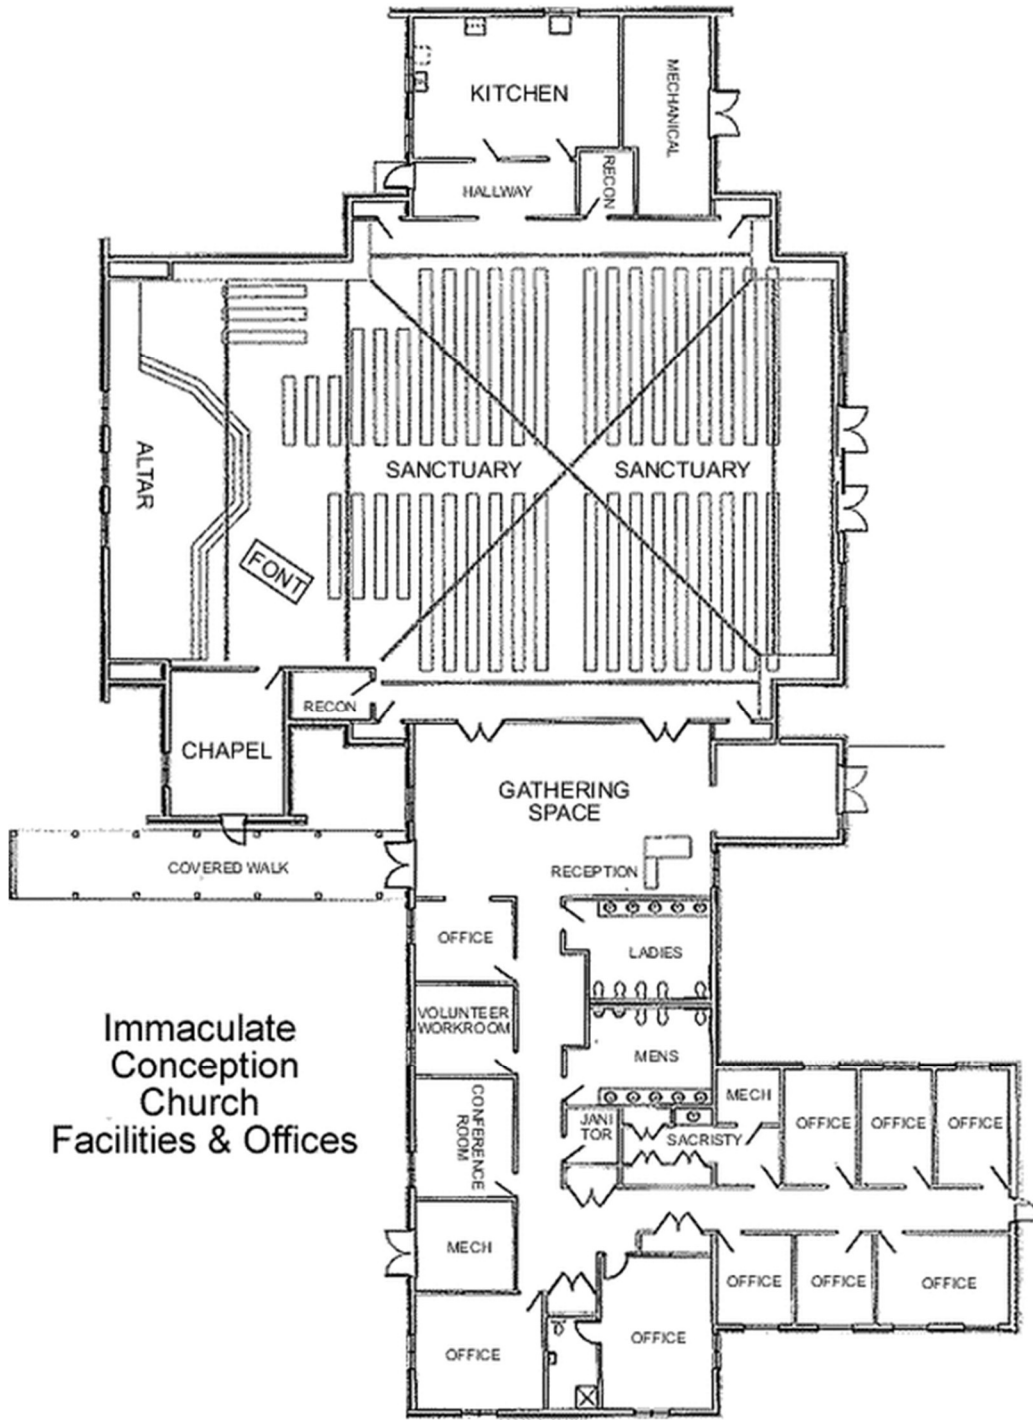 KITCHEN
MECHANICAL
HALLWAY
RECON
ALTAR
SANCTUARY
SANCTUARY
FONT
RECON
CHAPEL
GATHERING
SPACE
COVERED WALK
RECEPTION
OFFICE
LADIES
VOLUNTEER
WORKROOM
MENS
Immaculate
Conception
Church
Facilities & Offices
CONFERENCE
ROOM
JANI
TOR
SACRISTY
MECH
OFFICE
OFFICE
OFFICE
MECH
OFFICE
OFFICE
OFFICE
OFFICE
OFFICE